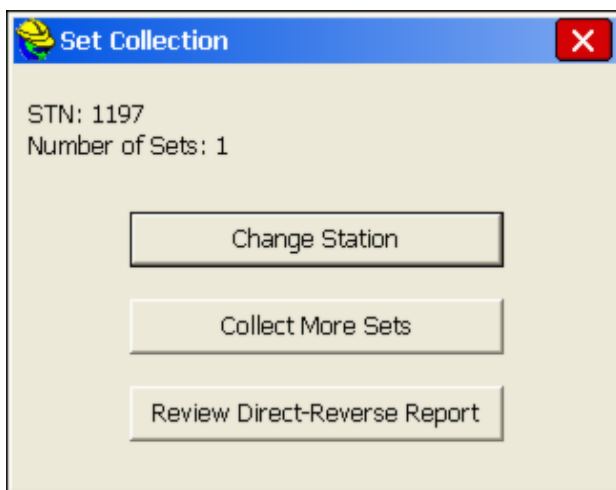 Set Collection
STN: 1197
Number of Sets: 1
Change Station
Collect More Sets
Review Direct-Reverse Report